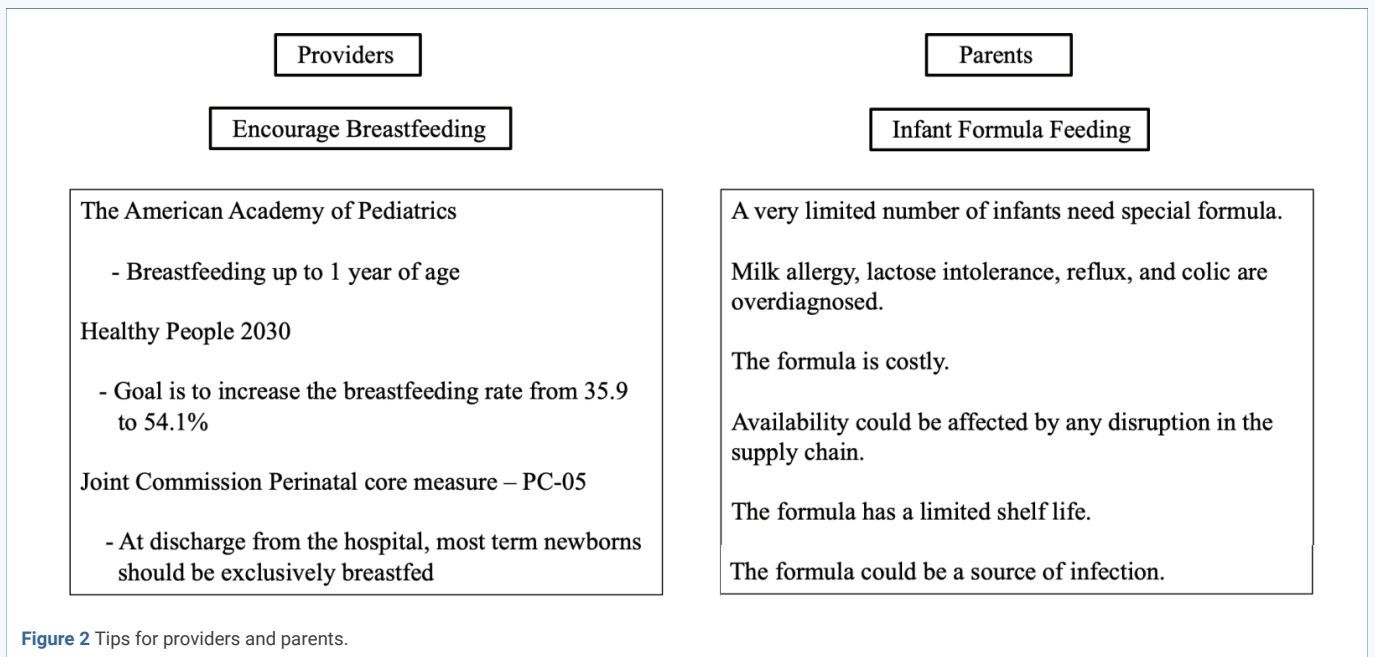 Providers
Encourage Breastfeeding
The American Academy of Pediatrics
- Breastfeeding up to 1 year of age
Healthy People 2030
- Goal is to increase the breastfeeding rate from 35.9
to 54.1%
Joint Commission Perinatal core measure – PC-05
- At discharge from the hospital, most term newborns
should be exclusively breastfed
Parents
Infant Formula Feeding
A very limited number of infants need special formula.
Milk allergy, lactose intolerance, reflux, and colic are
overdiagnosed.
The formula is costly.
Availability could be affected by any disruption in the
supply chain.
The formula has a limited shelf life.
The formula could be a source of infection.
Figure 2 Tips for providers and parents.